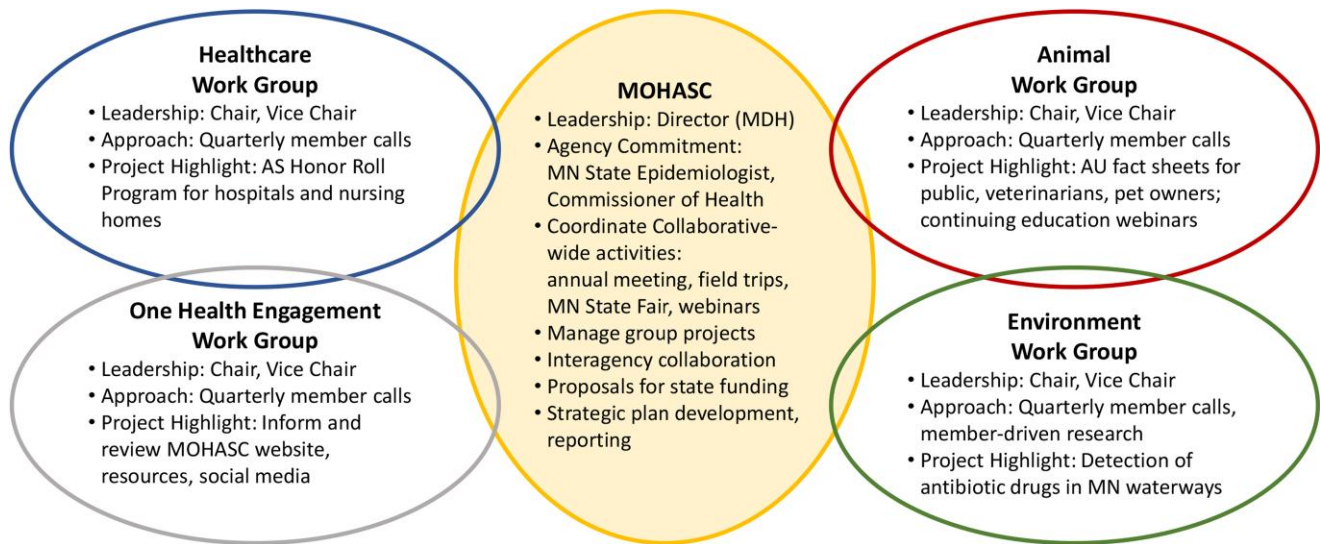 Healthcare
Work Group
• Leadership: Chair, Vice Chair
• Approach: Quarterly member calls
• Project Highlight: AS Honor Roll
Program for hospitals and nursing
homes
One Health Engagement
Work Group
• Leadership: Chair, Vice Chair
• Approach: Quarterly member calls
• Project Highlight: Inform and
review MOHASC website,
resources, social media
MOHASC
• Leadership: Director (MDH)
• Agency Commitment:
MN State Epidemiologist,
Commissioner of Health
• Coordinate Collaborative-
wide activities:
annual meeting, field trips,
MN State Fair, webinars
• Manage group projects
• Interagency collaboration
• Proposals for state funding
• Strategic plan development,
reporting
Animal
Work Group
• Leadership: Chair, Vice Chair
• Approach: Quarterly member calls
• Project Highlight: AU fact sheets for
public, veterinarians, pet owners;
continuing education webinars
Environment
Work Group
• Leadership: Chair, Vice Chair
• Approach: Quarterly member calls,
member-driven research
• Project Highlight: Detection of
antibiotic drugs in MN waterways